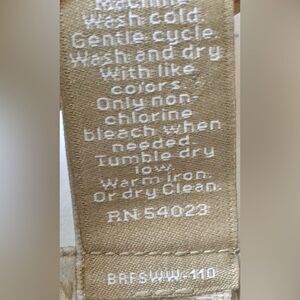 Machine
Wash cold.
Gentle cycle.
Wash and dry
With like
colors.
Only non-
chlorine
bleach when
needed.
Tumble dry
low.
Warm iron.
Or dry Clean.
RN 54023
BRFSWW-110